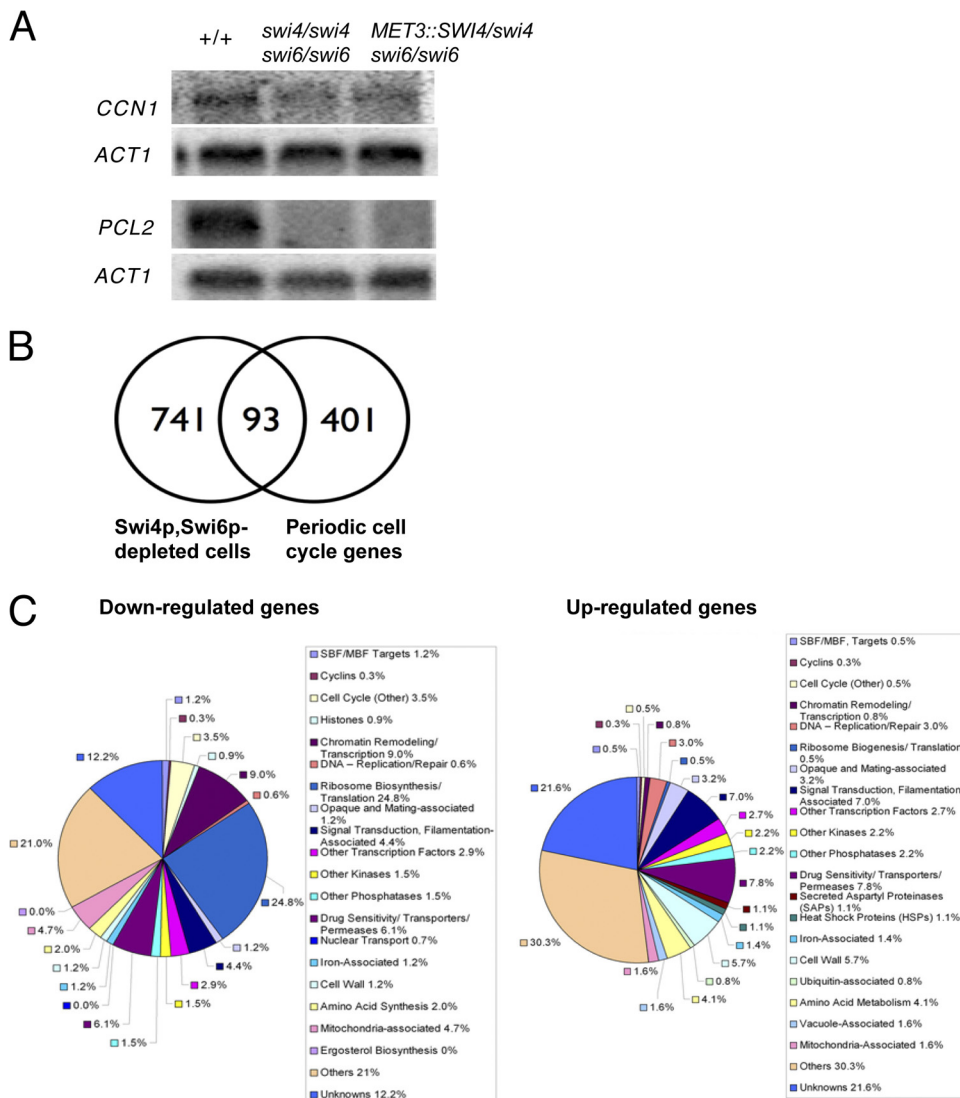 A
+/+ swi4/swi4 MET3::SWI4/swi4
swi6/swi6 swi6/swi6
CCN1
ACT1
PCL2
ACT1
B
741 93 401
Swi4p,Swi6p- Periodic cell
depleted cells cycle genes
C
Down-regulated genes
1.2%
0.3%
3.5%
0.9%
9.0%
0.6%
24.8%
1.2%
4.4%
2.9%
1.5%
1.5%
6.1%
0.0%
1.2%
1.2%
2.0%
4.7%
0.0%
21.0%
12.2%
SBF/MBF Targets 1.2%
Cyclins 0.3%
Cell Cycle (Other) 3.5%
Histones 0.9%
Chromatin Remodeling/
Transcription 9.0%
DNA – Replication/Repair 0.6%
Ribosome Biosynthesis/
Translation 24.8%
Opaque and Mating-associated
1.2%
Signal Transduction, Filamentation-
Associated 4.4%
Other Transcription Factors 2.9%
Other Kinases 1.5%
Other Phosphatases 1.5%
Drug Sensitivity/ Transporters/
Permeases 6.1%
Nuclear Transport 0.7%
Iron-Associated 1.2%
Cell Wall 1.2%
Amino Acid Synthesis 2.0%
Mitochondria-associated 4.7%
Ergosterol Biosynthesis 0%
Others 21%
Unknowns 12.2%
Up-regulated genes
0.5%
0.3%
0.5%
0.8%
3.0%
0.5%
3.2%
7.0%
2.7%
2.2%
2.2%
7.8%
1.1%
1.1%
1.4%
5.7%
0.8%
4.1%
1.6%
1.6%
30.3%
21.6%
SBF/MBF, Targets 0.5%
Cyclins 0.3%
Cell Cycle (Other) 0.5%
Chromatin Remodeling/
Transcription 0.8%
DNA – Replication/Repair 3.0%
Ribosome Biogenesis/ Translation
0.5%
Opaque and Mating-associated
3.2%
Signal Transduction, Filamentation
Associated 7.0%
Other Transcription Factors 2.7%
Other Kinases 2.2%
Other Phosphatases 2.2%
Drug Sensitivity/ Transporters/
Permeases 7.8%
Secreted Aspartyl Proteinases
(SAPs) 1.1%
Heat Shock Proteins (HSPs) 1.1%
Iron-Associated 1.4%
Cell Wall 5.7%
Ubiquitin-associated 0.8%
Amino Acid Metabolism 4.1%
Vacuole-Associated 1.6%
Mitochondria-Associated 1.6%
Others 30.3%
Unknowns 21.6%